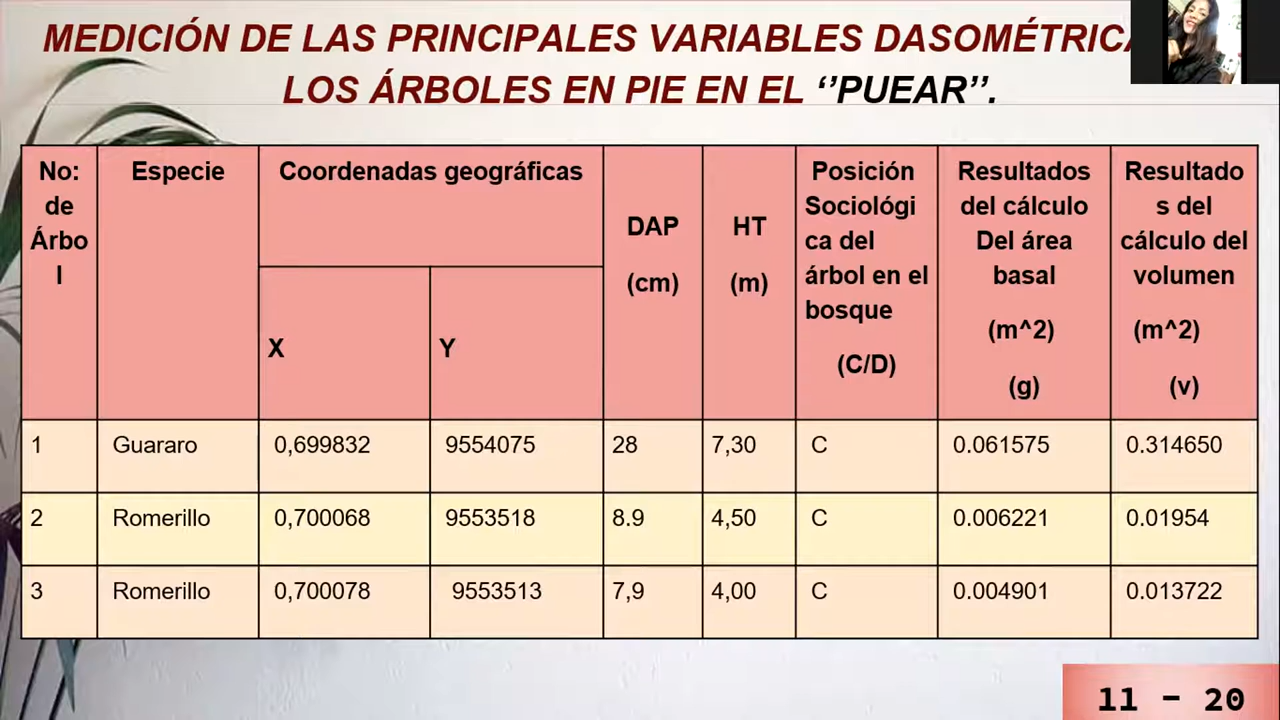 MEDICIÓN DE LAS PRINCIPALES VARIABLES DASOMÉTRICA
LOS ÁRBOLES EN PIE EN EL ‘’PUEAR’’.
No: de Árbo l
Especie
Coordenadas geográficas
X
Y
DAP
(cm)
HT
(m)
Posición
Sociológi
ca del
árbol en el
bosque
(C/D)
Resultados
del cálculo
Del área
basal
(m^2)
(g)
Resultado
s del
cálculo del
volumen
(m^2)
(v)
1 Guararo 0,699832 9554075 28 7,30 C 0.061575 0.314650
2 Romerillo 0,700068 9553518 8.9 4,50 C 0.006221 0.01954
3 Romerillo 0,700078 9553513 7,9 4,00 C 0.004901 0.013722
11 - 20